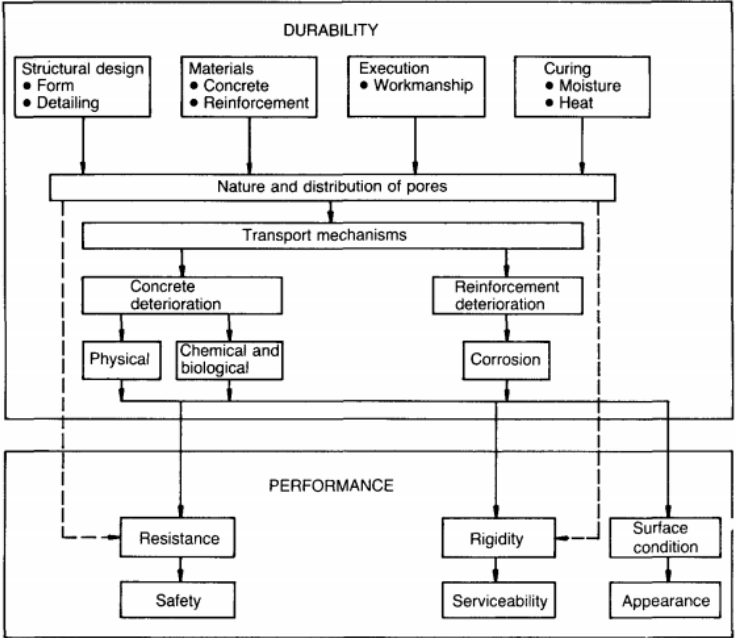 DURABILITY
Structural design
● Form
● Detailing
Materials
● Concrete
● Reinforcement
Execution
● Workmanship
Curing
● Moisture
● Heat
Nature and distribution of pores
Transport mechanisms
Concrete
deterioration
Reinforcement
deterioration
Physical
Chemical and
biological
Corrosion
PERFORMANCE
Resistance
Rigidity
Surface
condition
Safety
Serviceability
Appearance